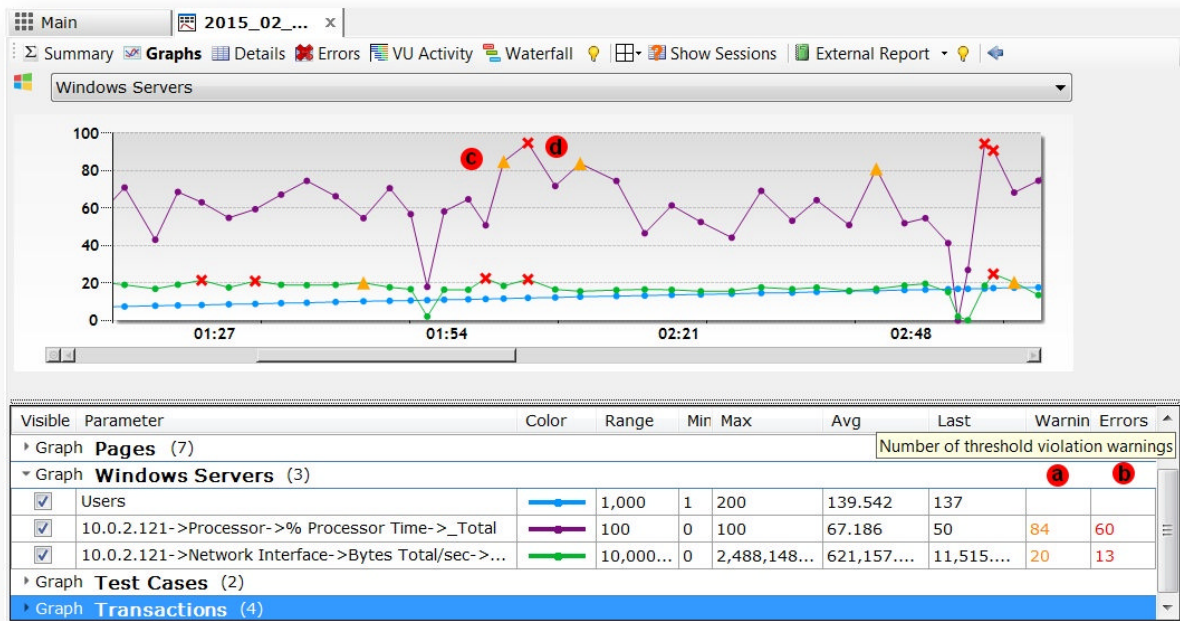 Main 2015_02_... x
Σ Summary Graphs Details Errors VU Activity Waterfall Show Sessions External Report
Windows Servers
100
80
60
40
20
0
c d
01:27 01:54 02:21 02:48
Visible Parameter Color Range Min Max Avg Last Warnin Errors
Graph Pages (7)
Number of threshold violation warnings
Graph Windows Servers (3)
a b
Users 1,000 1 200 139.542 137
10.0.2.121->Processor->% Processor Time->_Total 100 0 100 67.186 50 84 60
10.0.2.121->Network Interface->Bytes Total/sec->... 10,000... 0 2,488,148... 621,157.... 11,515.... 20 13
Graph Test Cases (2)
Graph Transactions (4)